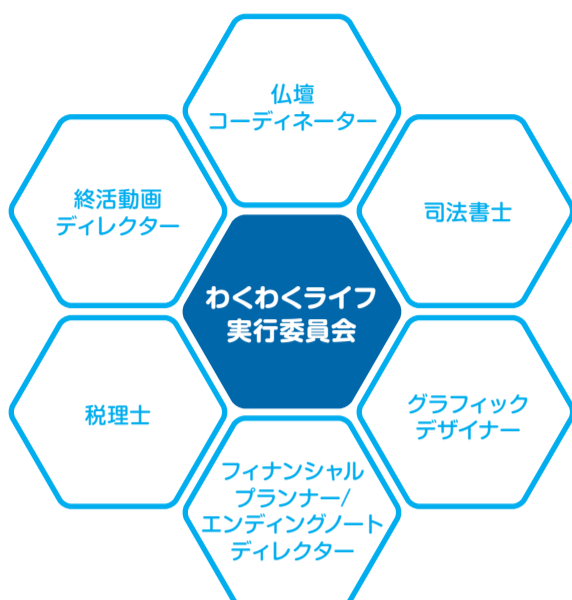 仏壇
コーディネーター
終活動画
ディレクター
司法書士
わくわくライフ
実行委員会
税理士
グラフィック
デザイナー
フィナンシャル
プランナー/
エンディングノート
ディレクター